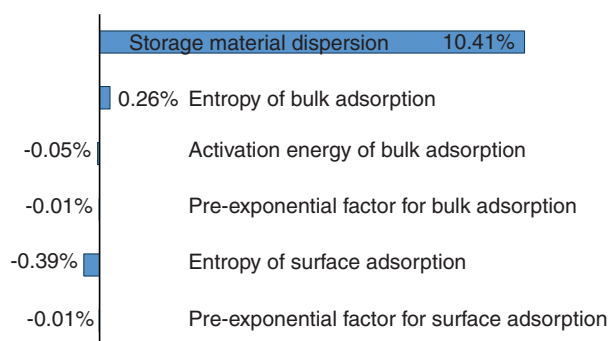 Storage material dispersion 10.41%
0.26% Entropy of bulk adsorption
-0.05% Activation energy of bulk adsorption
-0.01% Pre-exponential factor for bulk adsorption
-0.39% Entropy of surface adsorption
-0.01% Pre-exponential factor for surface adsorption